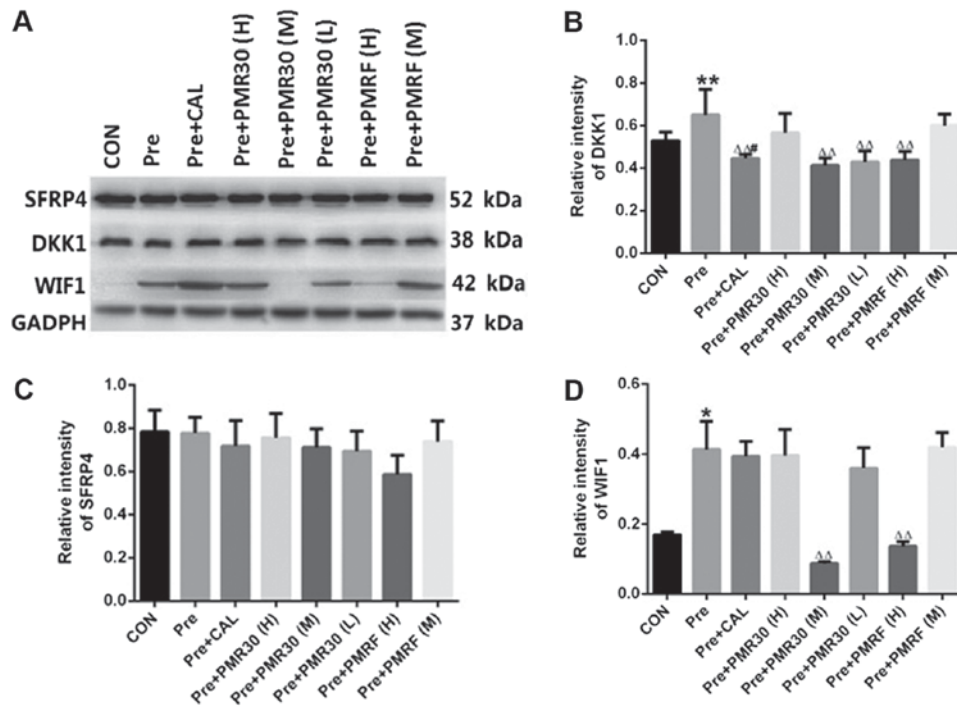 A
CON
Pre
Pre+CAL
Pre+PMR30 (H)
Pre+PMR30 (M)
Pre+PMR30 (L)
Pre+PMRF (H)
Pre+PMRF (M)
SFRP4
52 kDa
DKK1
38 kDa
WIF1
42 kDa
GADPH
37 kDa
B
Relative intensity
of DKK1
1.0
0.8
0.6
0.4
0.2
0.0
**
ΔΔ#
ΔΔ
ΔΔ
ΔΔ
CON
Pre
Pre+CAL
Pre+PMR30 (H)
Pre+PMR30 (M)
Pre+PMR30 (L)
Pre+PMRF (H)
Pre+PMRF (M)
C
Relative intensity
of SFRP4
1.0
0.8
0.6
0.4
0.2
0.0
CON
Pre
Pre+CAL
Pre+PMR30 (H)
Pre+PMR30 (M)
Pre+PMR30 (L)
Pre+PMRF (H)
Pre+PMRF (M)
D
Relative intensity
of WIF1
0.6
0.4
0.2
0.0
*
ΔΔ
ΔΔ
CON
Pre
Pre+CAL
Pre+PMR30 (H)
Pre+PMR30 (M)
Pre+PMR30 (L)
Pre+PMRF (H)
Pre+PMRF (M)